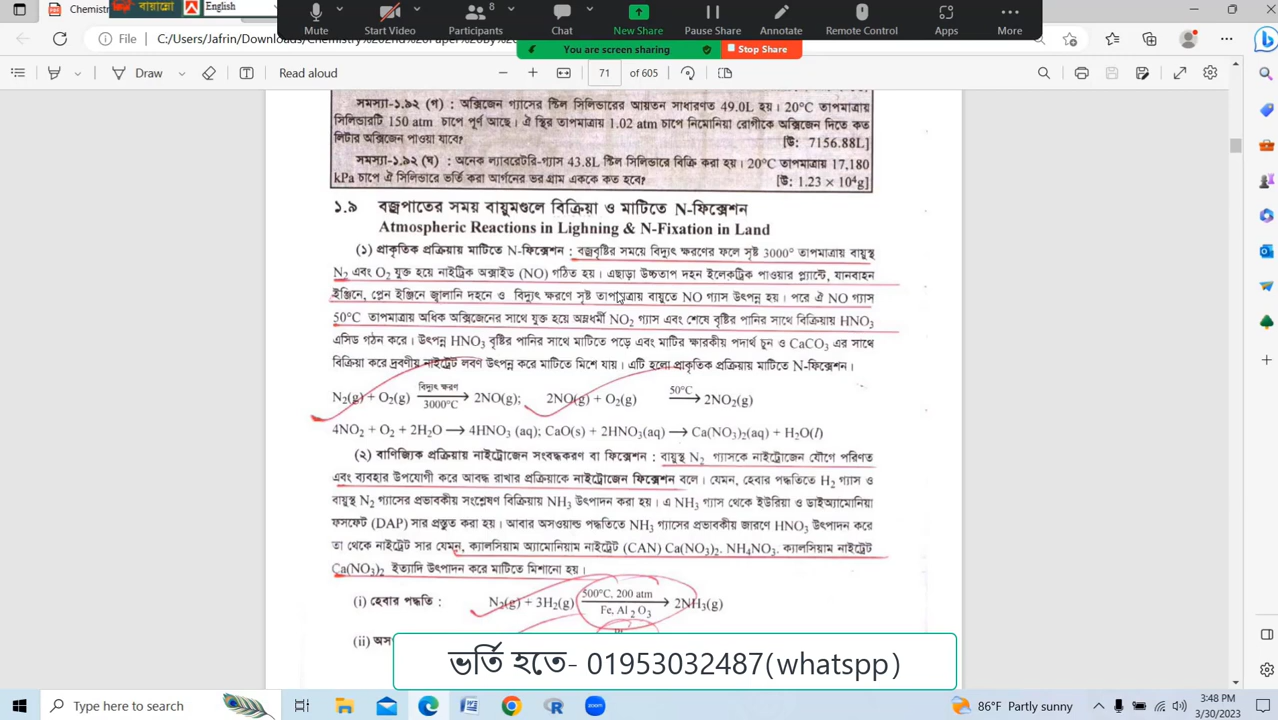 Chemistr
বায়ান্নো
English
Mute
Start Video
8
Participants
Chat
New Share
Pause Share
Annotate
Remote Control
Apps
More
File
C:/Users/Jafrin/Downloads/Chemistry
You are screen sharing
Stop Share
Draw
Read aloud
71
of 605
সমস্যা-১.৯২ (গ) : অক্সিজেন গ্যাসের স্টিল সিলিন্ডারের আয়তন সাধারণত 49.0L হয়। 20°C তাপমাত্রায়
সিলিন্ডারটি 150 atm চাপে পূর্ণ আছে। ঐ স্থির তাপমাত্রায় 1.02 atm চাপে নিমোনিয়া রোগীকে অক্সিজেন দিতে কত
লিটার অক্সিজেন পাওয়া যাবে?
[উ: 7156.88L]
সমস্যা-১.৯২ (ঘ) : অনেক ল্যাবরেটরি-গ্যাস 43.8L স্টিল সিলিন্ডারে বিক্রি করা হয়। 20°C তাপমাত্রায় 17,180
kPa চাপে ঐ সিলিন্ডারে ভর্তি করা আর্গনের ভর গ্রাম এককে কত হবে?
[উ: 1.23 × 10⁴g]
১.৯ বজ্রপাতের সময় বায়ুমণ্ডলে বিক্রিয়া ও মাটিতে N-ফিক্সেশন
Atmospheric Reactions in Lighning & N-Fixation in Land
(১) প্রাকৃতিক প্রক্রিয়ায় মাটিতে N-ফিক্সেশন : বজ্রবৃষ্টির সময়ে বিদ্যুৎ ক্ষরণের ফলে সৃষ্ট 3000° তাপমাত্রায় বায়ুস্থ
N₂ এবং O₂ যুক্ত হয়ে নাইট্রিক অক্সাইড (NO) গঠিত হয়। এছাড়া উচ্চতাপ দহন ইলেকট্রিক পাওয়ার প্ল্যান্টে, যানবাহন
ইঞ্জিনে, প্লেন ইঞ্জিনে জ্বালানি দহনে ও বিদ্যুৎ ক্ষরণে সৃষ্ট তাপমাত্রায় বায়ুতে NO গ্যাস উৎপন্ন হয়। পরে ঐ NO গ্যাস
50°C তাপমাত্রায় অধিক অক্সিজেনের সাথে যুক্ত হয়ে অম্লধর্মী NO₂ গ্যাস এবং শেষে বৃষ্টির পানির সাথে বিক্রিয়ায় HNO₃
এসিড গঠন করে। উৎপন্ন HNO₃ বৃষ্টির পানির সাথে মাটিতে পড়ে এবং মাটির ক্ষারকীয় পদার্থ চুন ও CaCO₃ এর সাথে
বিক্রিয়া করে দ্রবণীয় নাইট্রেট লবণ উৎপন্ন করে মাটিতে মিশে যায়। এটি হলো প্রাকৃতিক প্রক্রিয়ায় মাটিতে N-ফিক্সেশন।
বিদ্যুৎ ক্ষরণ
50°C
N₂(g) + O₂(g) ⟶ 2NO(g); 2NO(g) + O₂(g) ⟶ 2NO₂(g)
3000°C
4NO₂ + O₂ + 2H₂O ⟶ 4HNO₃ (aq); CaO(s) + 2HNO₃(aq) ⟶ Ca(NO₃)₂(aq) + H₂O(l)
(২) বাণিজ্যিক প্রক্রিয়ায় নাইট্রোজেন সংবদ্ধকরণ বা ফিক্সেশন : বায়ুস্থ N₂ গ্যাসকে নাইট্রোজেন যৌগে পরিণত
এবং ব্যবহার উপযোগী করে আবদ্ধ রাখার প্রক্রিয়াকে নাইট্রোজেন ফিক্সেশন বলে। যেমন, হেবার পদ্ধতিতে H₂ গ্যাস ও
বায়ুস্থ N₂ গ্যাসের প্রভাবকীয় সংশ্লেষণ বিক্রিয়ায় NH₃ উৎপাদন করা হয়। এ NH₃ গ্যাস থেকে ইউরিয়া ও ডাইঅ্যামোনিয়া
ফসফেট (DAP) সার প্রস্তুত করা হয়। আবার অসওয়াল্ড পদ্ধতিতে NH₃ গ্যাসের প্রভাবকীয় জারণে HNO₃ উৎপাদন করে
তা থেকে নাইট্রেট সার যেমন, ক্যালসিয়াম অ্যামোনিয়াম নাইট্রেট (CAN) Ca(NO₃)₂. NH₄NO₃. ক্যালসিয়াম নাইট্রেট
Ca(NO₃)₂ ইত্যাদি উৎপাদন করে মাটিতে মিশানো হয়।
500°C, 200 atm
(i) হেবার পদ্ধতি : N₂(g) + 3H₂(g) ⟶ 2NH₃(g)
Fe, Al₂O₃
(ii) অস
ভর্তি হতে- 01953032487(whatspp)
Type here to search
86°F Partly sunny
3:48 PM
3/30/2023